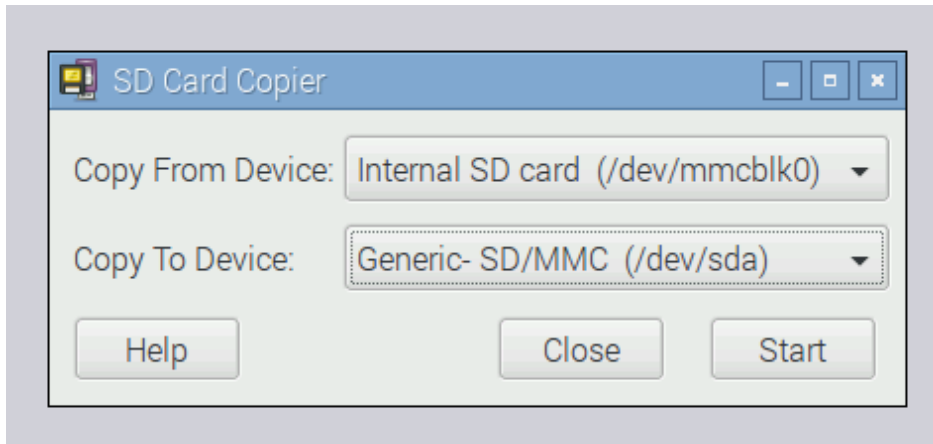 SD Card Copier
Copy From Device: Internal SD card (/dev/mmcblk0)
Copy To Device: Generic- SD/MMC (/dev/sda)
Help Close Start